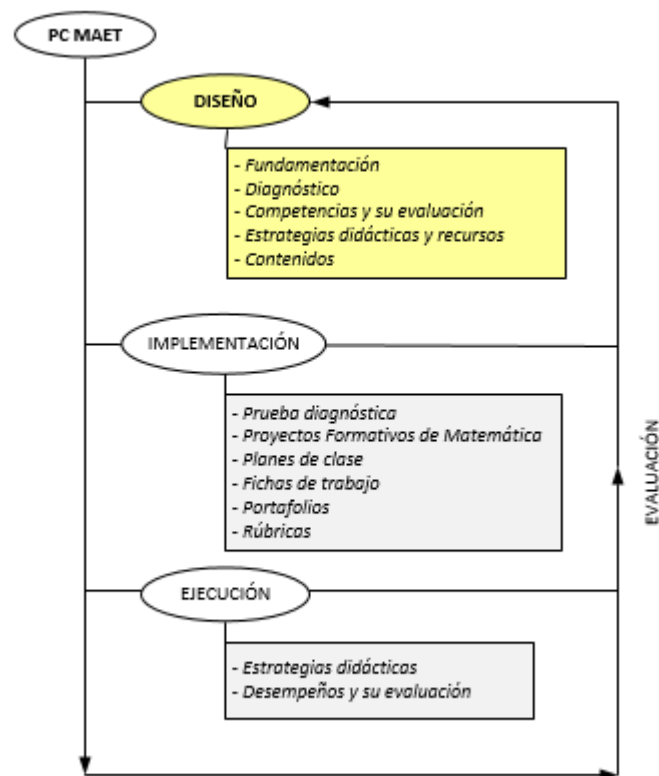 PC MAET
DISEÑO
- Fundamentación
- Diagnóstico
- Competencias y su evaluación
- Estrategias didácticas y recursos
- Contenidos
IMPLEMENTACIÓN
- Prueba diagnóstica
- Proyectos Formativos de Matemática
- Planes de clase
- Fichas de trabajo
- Portafolios
- Rúbricas
EVALUACIÓN
EJECUCIÓN
- Estrategias didácticas
- Desempeños y su evaluación